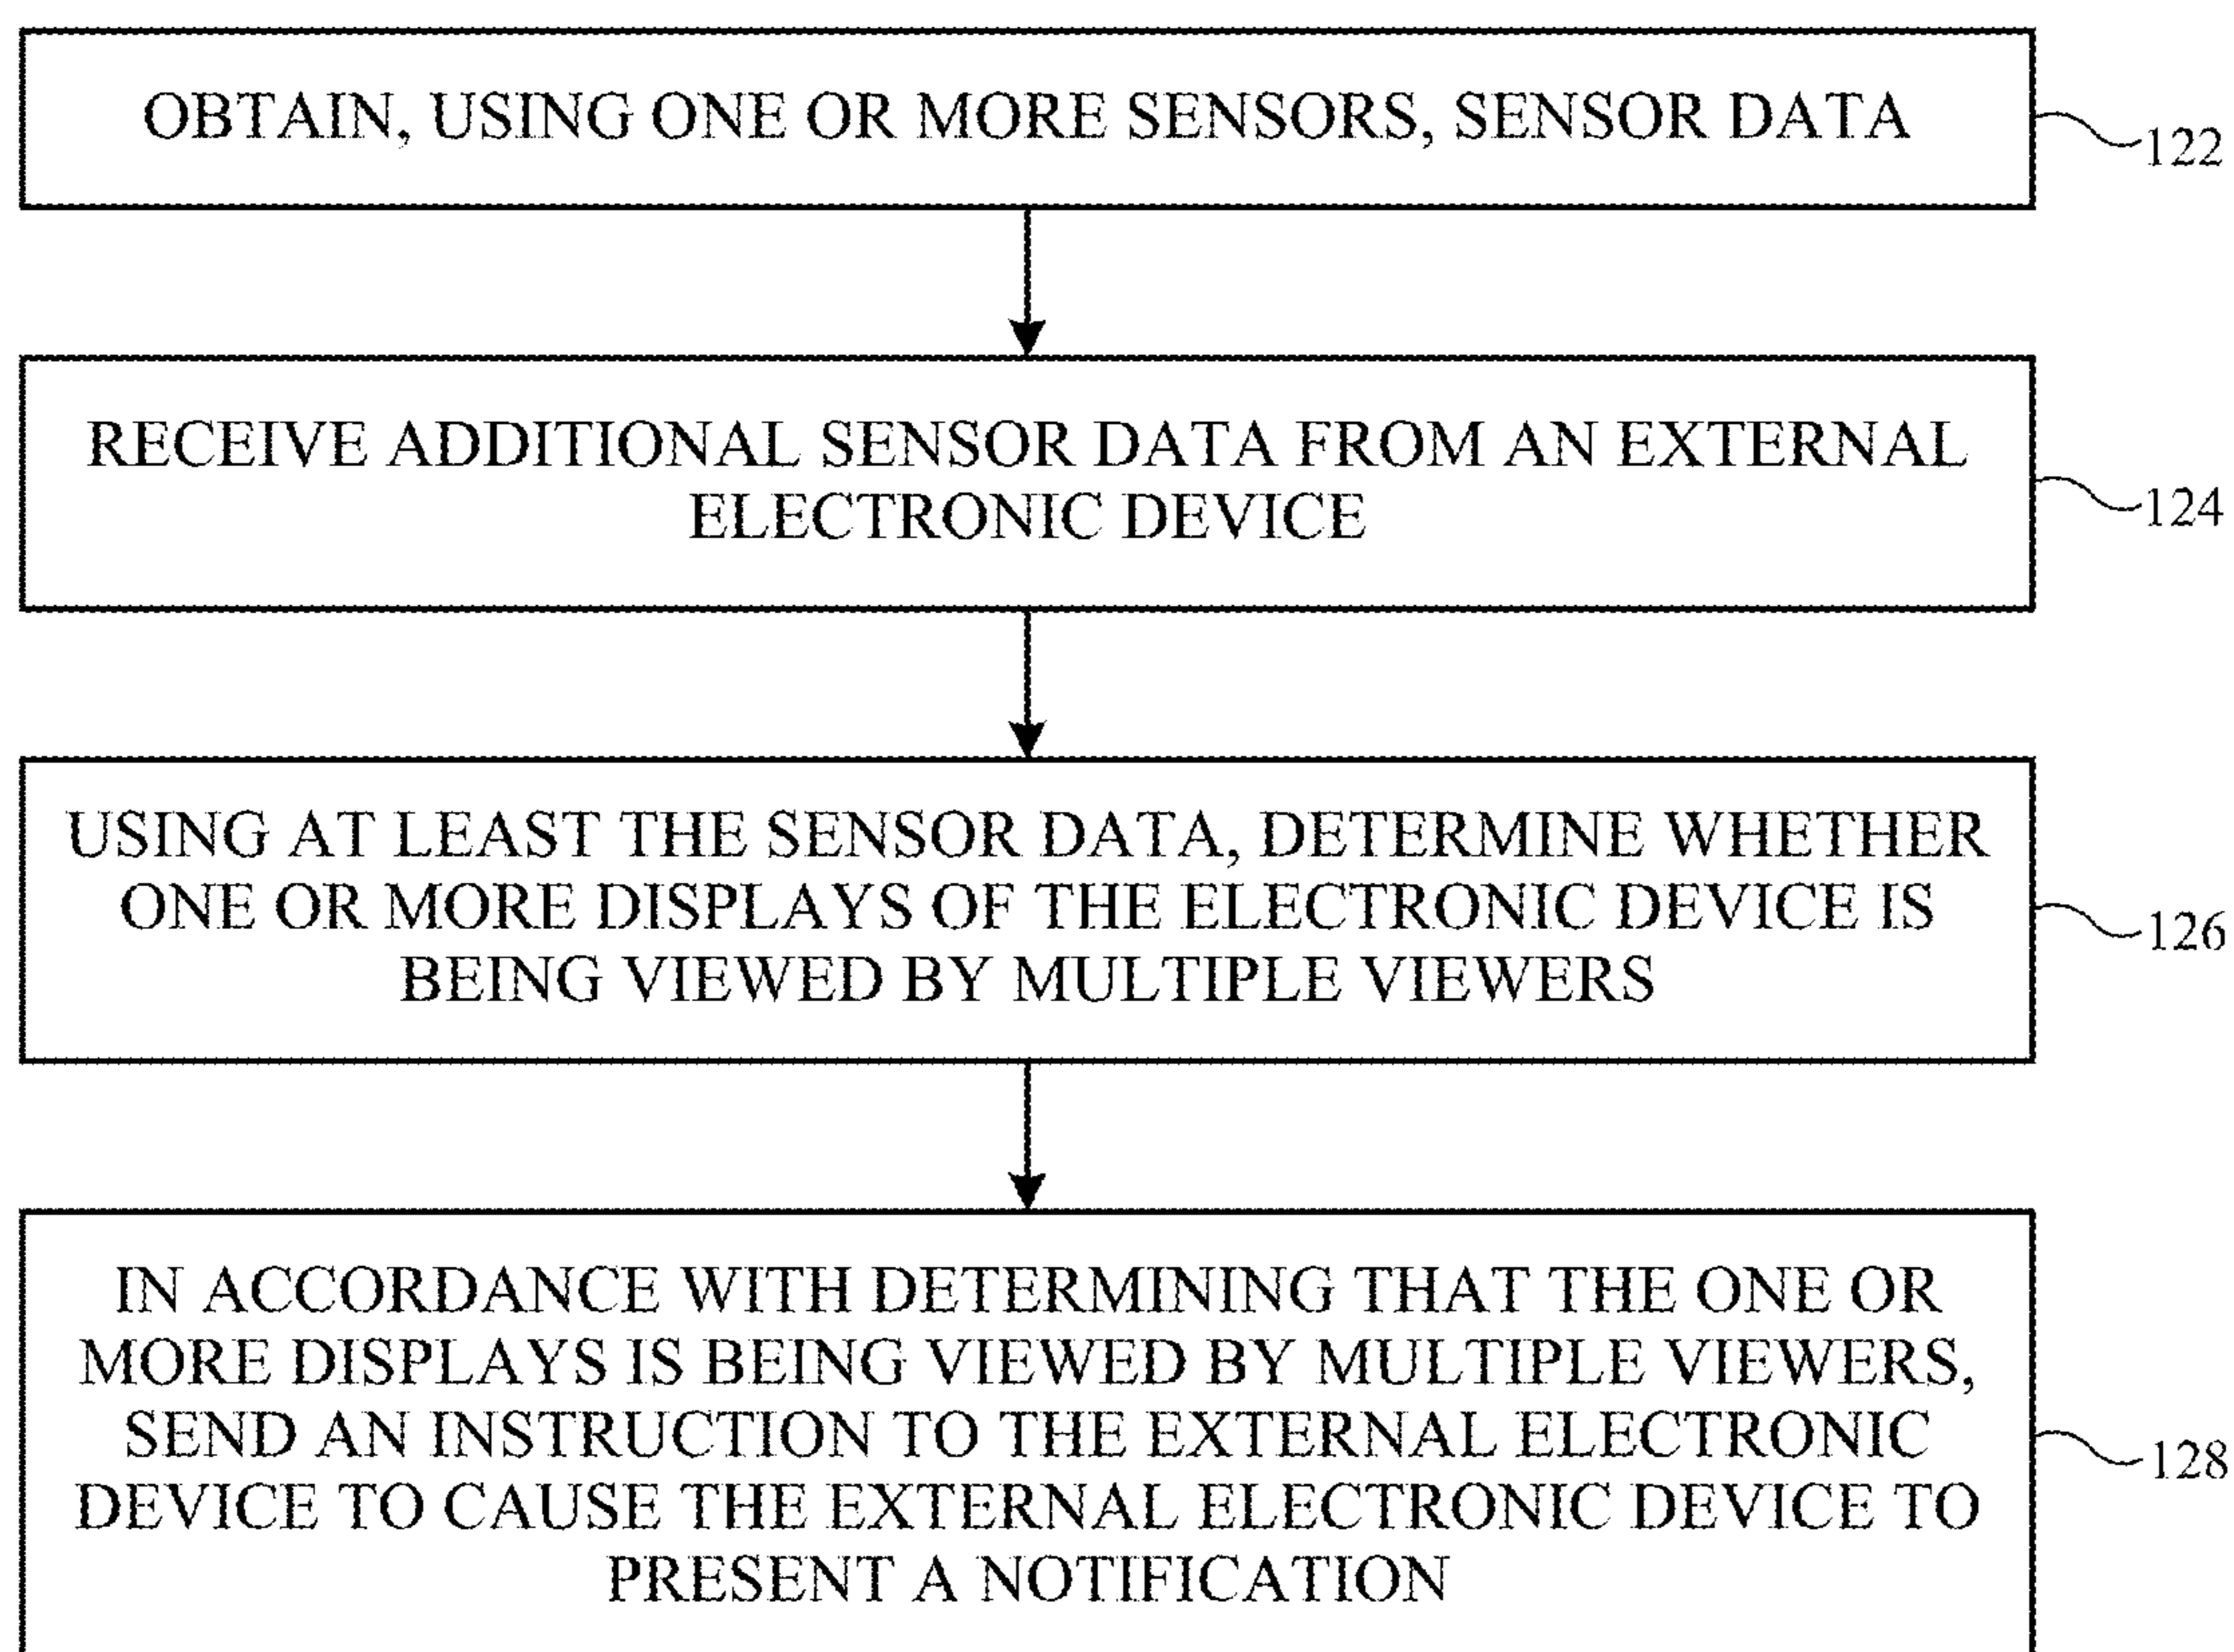 OBTAIN, USING ONE OR MORE SENSORS, SENSOR DATA
122
RECEIVE ADDITIONAL SENSOR DATA FROM AN EXTERNAL
ELECTRONIC DEVICE
124
USING AT LEAST THE SENSOR DATA, DETERMINE WHETHER
ONE OR MORE DISPLAYS OF THE ELECTRONIC DEVICE IS
BEING VIEWED BY MULTIPLE VIEWERS
126
IN ACCORDANCE WITH DETERMINING THAT THE ONE OR
MORE DISPLAYS IS BEING VIEWED BY MULTIPLE VIEWERS,
SEND AN INSTRUCTION TO THE EXTERNAL ELECTRONIC
DEVICE TO CAUSE THE EXTERNAL ELECTRONIC DEVICE TO
PRESENT A NOTIFICATION
128